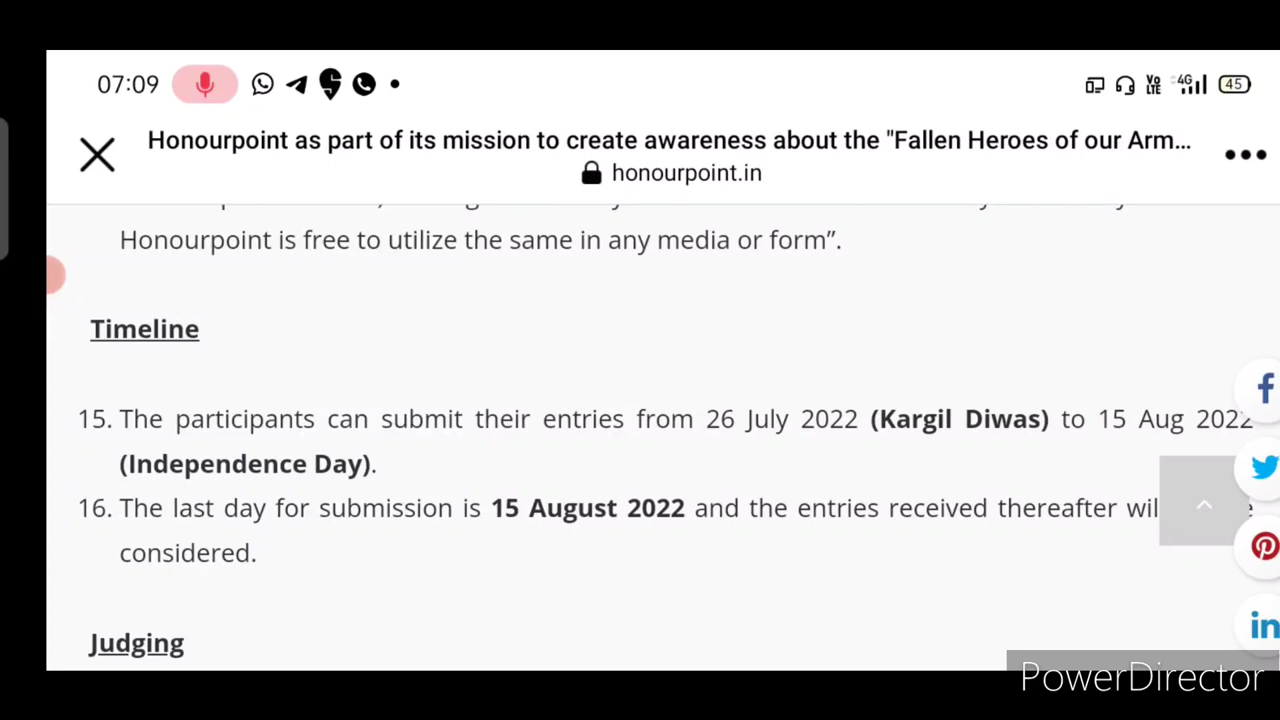 07:09
4G
VoLTE
45
Honourpoint as part of its mission to create awareness about the "Fallen Heroes of our Arm...
honourpoint.in
Honourpoint is free to utilize the same in any media or form”.
Timeline
15. The participants can submit their entries from 26 July 2022 (Kargil Diwas) to 15 Aug 2022
(Independence Day).
16. The last day for submission is 15 August 2022 and the entries received thereafter
considered.
Judging
PowerDirector